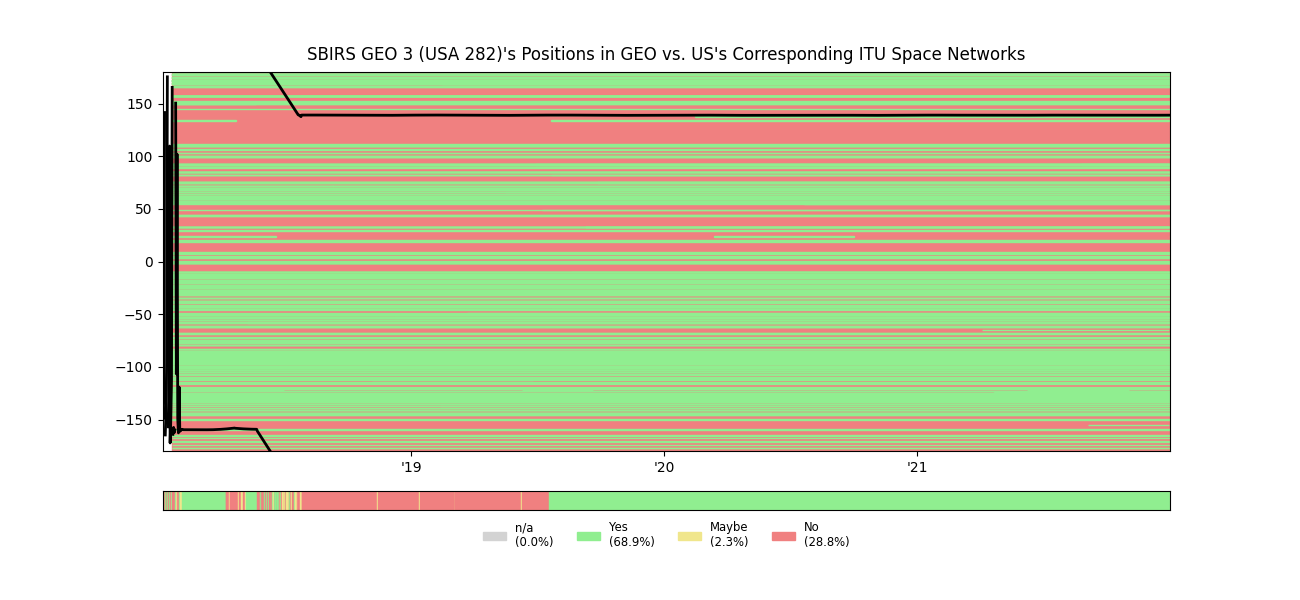 SBIRS GEO 3 (USA 282)'s Positions in GEO vs. US's Corresponding ITU Space Networks
150
100
50
0
−50
−100
−150
'19 '20 '21
n/a Yes Maybe No
(0.0%) (68.9%) (2.3%) (28.8%)